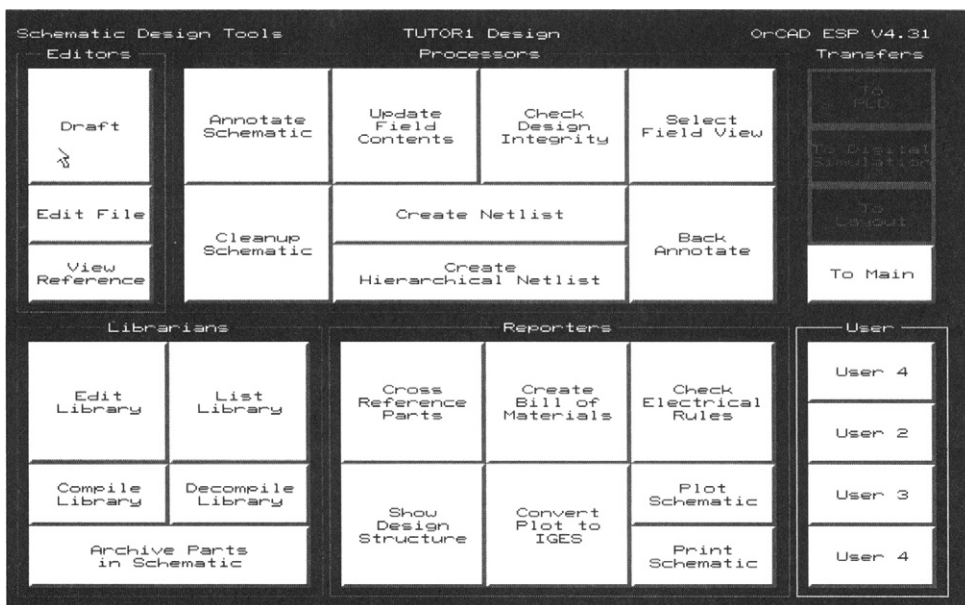 Schematic Design Tools TUTOR1 Design OrCAD ESP V4.31
Editors
Draft
Edit File
View
Reference
Processors
Annotate
Schematic
Update
Field
Contents
Check
Design
Integrity
Select
Field View
Cleanup
Schematic
Create Netlist
Create
Hierarchical Netlist
Back
Annotate
Transfers
To
PLD
To Digital
Simulation
To
Layout
To Main
Librarians
Edit
Library
List
Library
Compile
Library
Decompile
Library
Archive Parts
in Schematic
Reporters
Cross
Reference
Parts
Create
Bill of
Materials
Check
Electrical
Rules
Show
Design
Structure
Convert
Plot to
IGES
Plot
Schematic
Print
Schematic
User
User 4
User 2
User 3
User 4